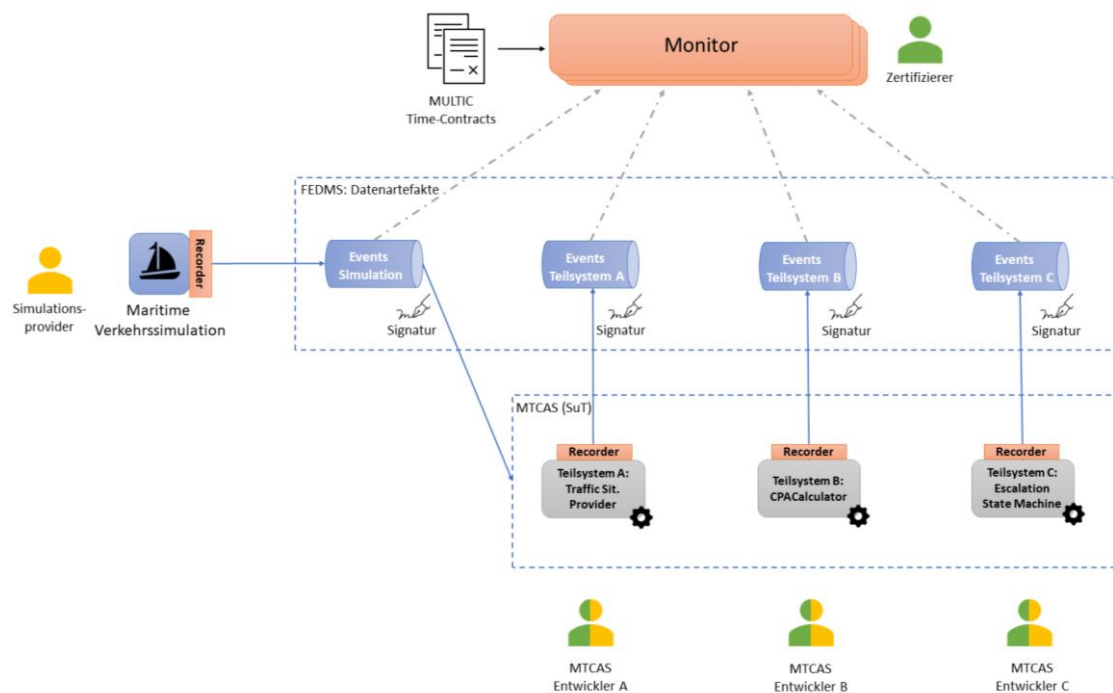 Monitor
Zertifizierer
MULTIC
Time-Contracts
FEDMS: Datenartefakte
Recorder
Simulations-
provider
Maritime
Verkehrssimulation
Events
Simulation
Signatur
Events
Teilsystem A
Signatur
Events
Teilsystem B
Signatur
Events
Teilsystem C
Signatur
MTCAS (SuT)
Recorder
Teilsystem A:
Traffic Sit.
Provider
Recorder
Teilsystem B:
CPACalculator
Recorder
Teilsystem C:
Escalation
State Machine
MTCAS
Entwickler A
MTCAS
Entwickler B
MTCAS
Entwickler C